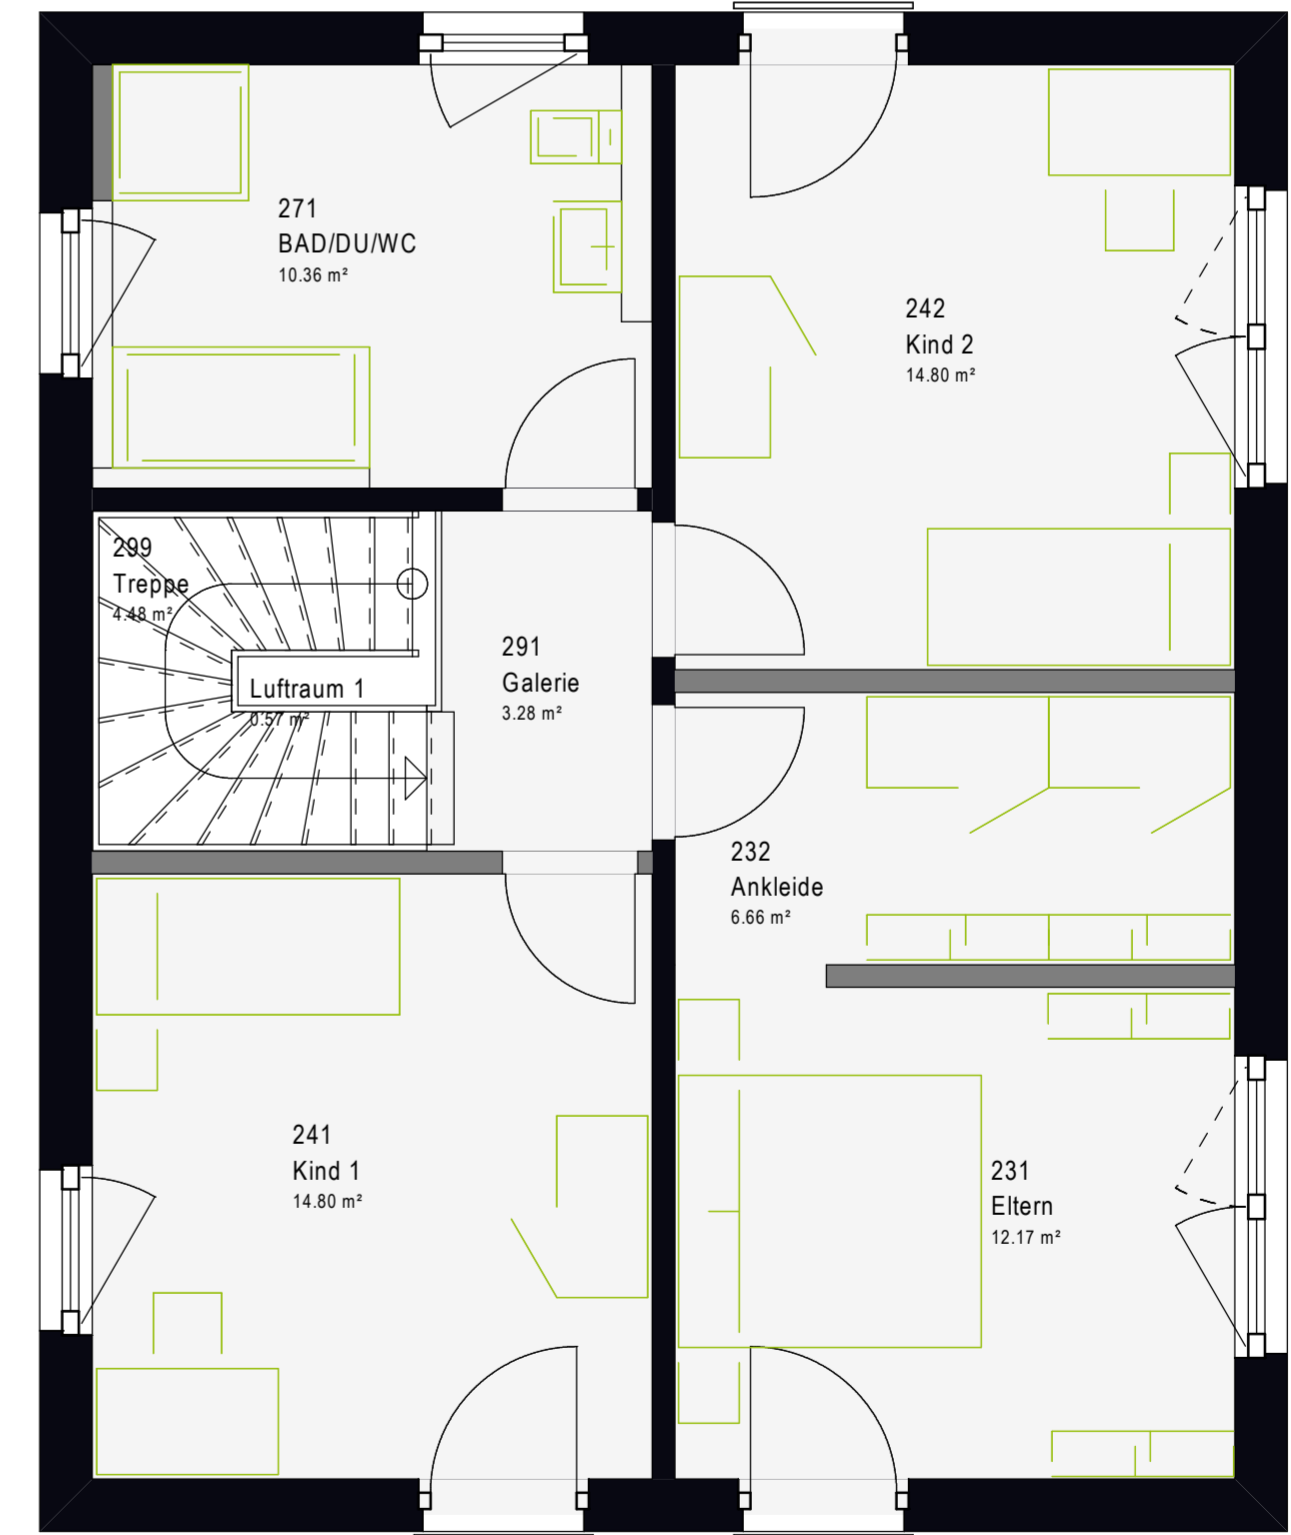 271
BAD/DU/WC
10.36 m²
242
Kind 2
14.80 m²
299
Treppe
4.48 m²
291
Galerie
3.28 m²
Luftraum 1
0.57 m²
232
Ankleide
6.66 m²
241
Kind 1
14.80 m²
231
Eltern
12.17 m²